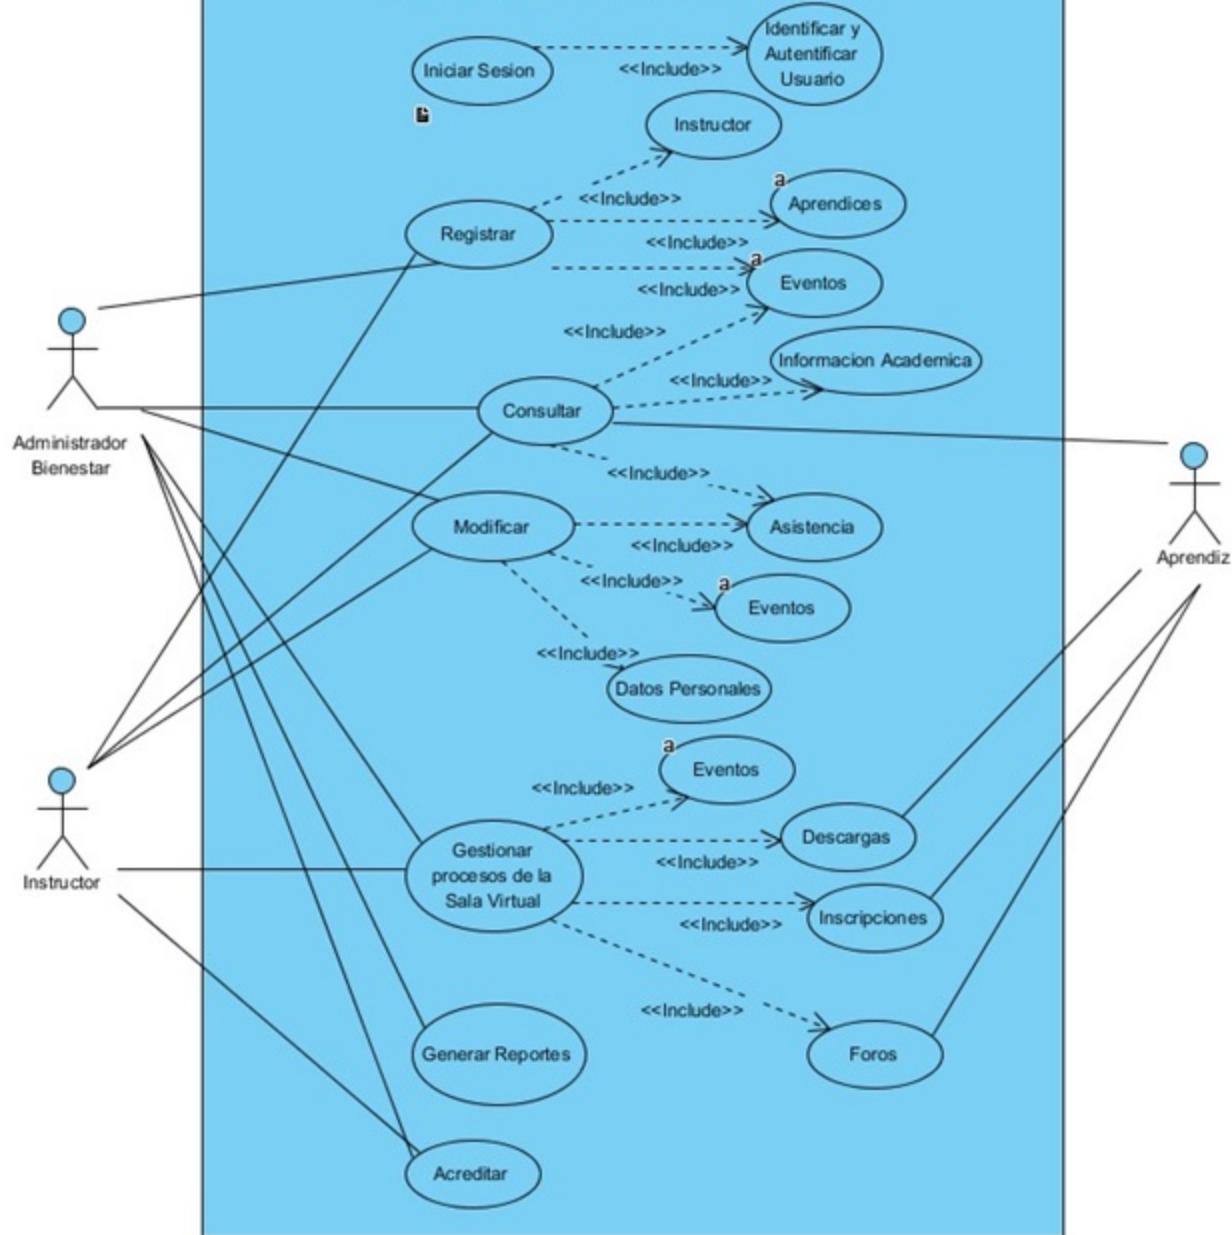 Identificar y
Autentificar
Usuario
Iniciar Sesion
<<Include>>
Instructor
<<Include>>
a
Aprendices
Registrar
<<Include>>
a
Eventos
<<Include>>
<<Include>>
Informacion Academica
<<Include>>
Consultar
Administrador
Bienestar
<<Include>>
Modificar
Asistencia
<<Include>>
Aprendiz
<<Include>>
a
Eventos
<<Include>>
Datos Personales
a
Eventos
<<Include>>
Descargas
Gestionar
procesos de la
Sala Virtual
<<Include>>
Instructor
Inscripciones
<<Include>>
<<Include>>
Generar Reportes
Foros
Acreditar